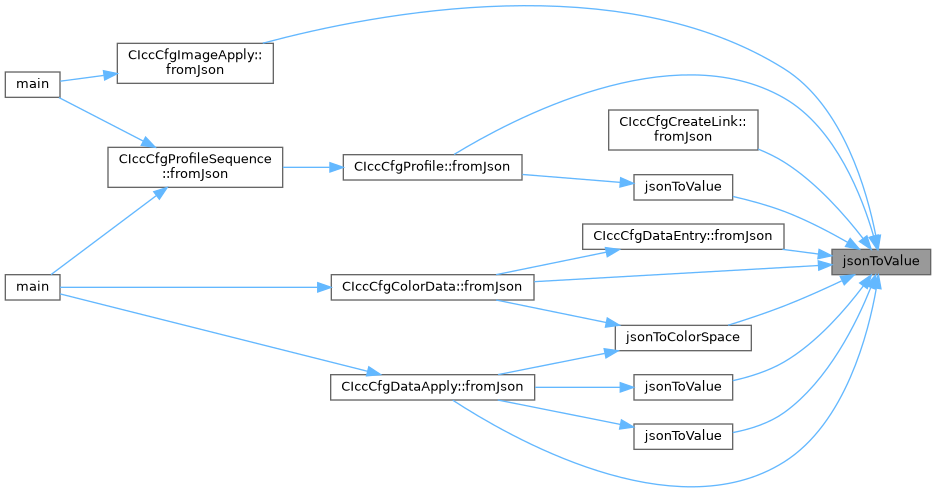 CIccCfgImageApply::
fromJson
main
CIccCfgCreateLink::
fromJson
CIccCfgProfileSequence
::fromJson
CIccCfgProfile::fromJson
jsonToValue
CIccCfgDataEntry::fromJson
jsonToValue
main
CIccCfgColorData::fromJson
jsonToColorSpace
CIccCfgDataApply::fromJson
jsonToValue
jsonToValue